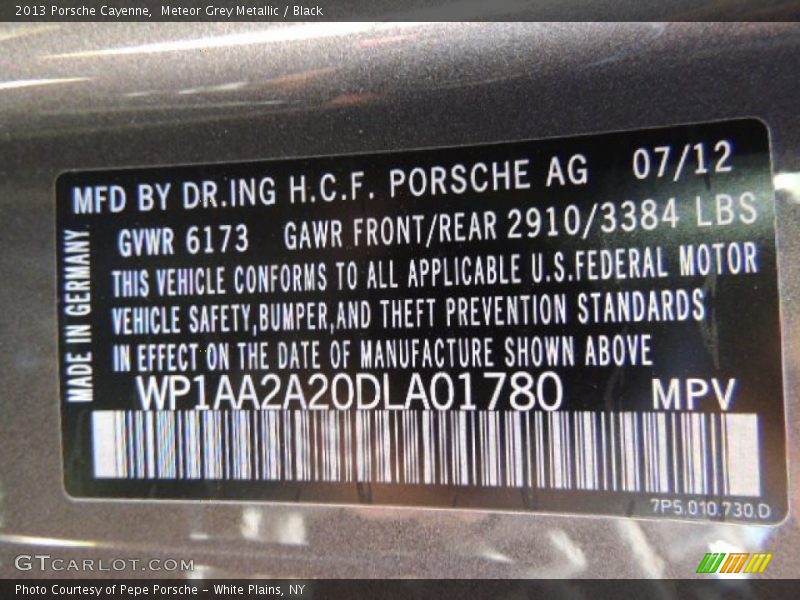 2013 Porsche Cayenne,  Meteor Grey Metallic / Black
MFD BY DR.ING H.C.F. PORSCHE AG 07/12
GVWR 6173 GAWR FRONT/REAR 2910/3384 LBS
THIS VEHICLE CONFORMS TO ALL APPLICABLE U.S.FEDERAL MOTOR
VEHICLE SAFETY,BUMPER,AND THEFT PREVENTION STANDARDS
IN EFFECT ON THE DATE OF MANUFACTURE SHOWN ABOVE
MADE IN GERMANY
WP1AA2A20DLA01780 MPV
7P5.010.730.D
GTCARLOT.COM
Photo Courtesy of Pepe Porsche – White Plains, NY